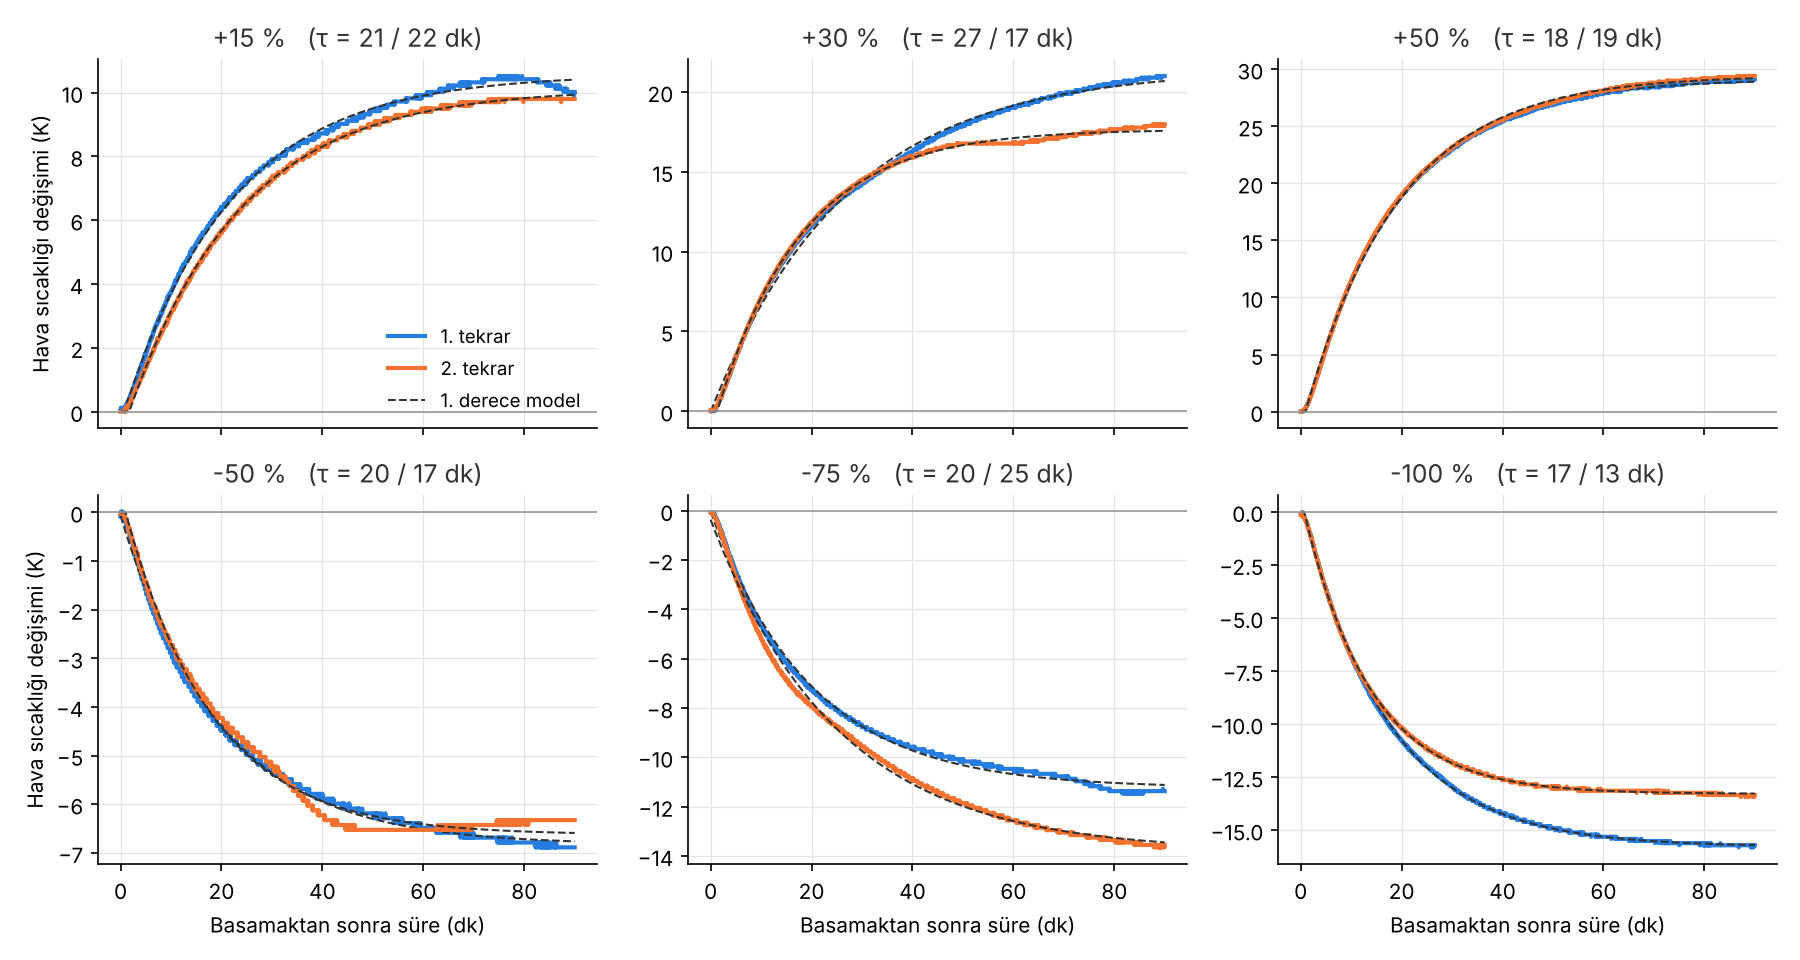 +15 % (τ = 21 / 22 dk)
+30 % (τ = 27 / 17 dk)
+50 % (τ = 18 / 19 dk)
Hava sıcaklığı değişimi (K)
10
8
6
4
2
0
1. tekrar
2. tekrar
1. derece model
20
15
10
5
0
30
25
20
15
10
5
0
-50 % (τ = 20 / 17 dk)
-75 % (τ = 20 / 25 dk)
-100 % (τ = 17 / 13 dk)
Hava sıcaklığı değişimi (K)
0
−1
−2
−3
−4
−5
−6
−7
0
−2
−4
−6
−8
−10
−12
−14
0.0
−2.5
−5.0
−7.5
−10.0
−12.5
−15.0
0 20 40 60 80
0 20 40 60 80
0 20 40 60 80
Basamaktan sonra süre (dk)
Basamaktan sonra süre (dk)
Basamaktan sonra süre (dk)